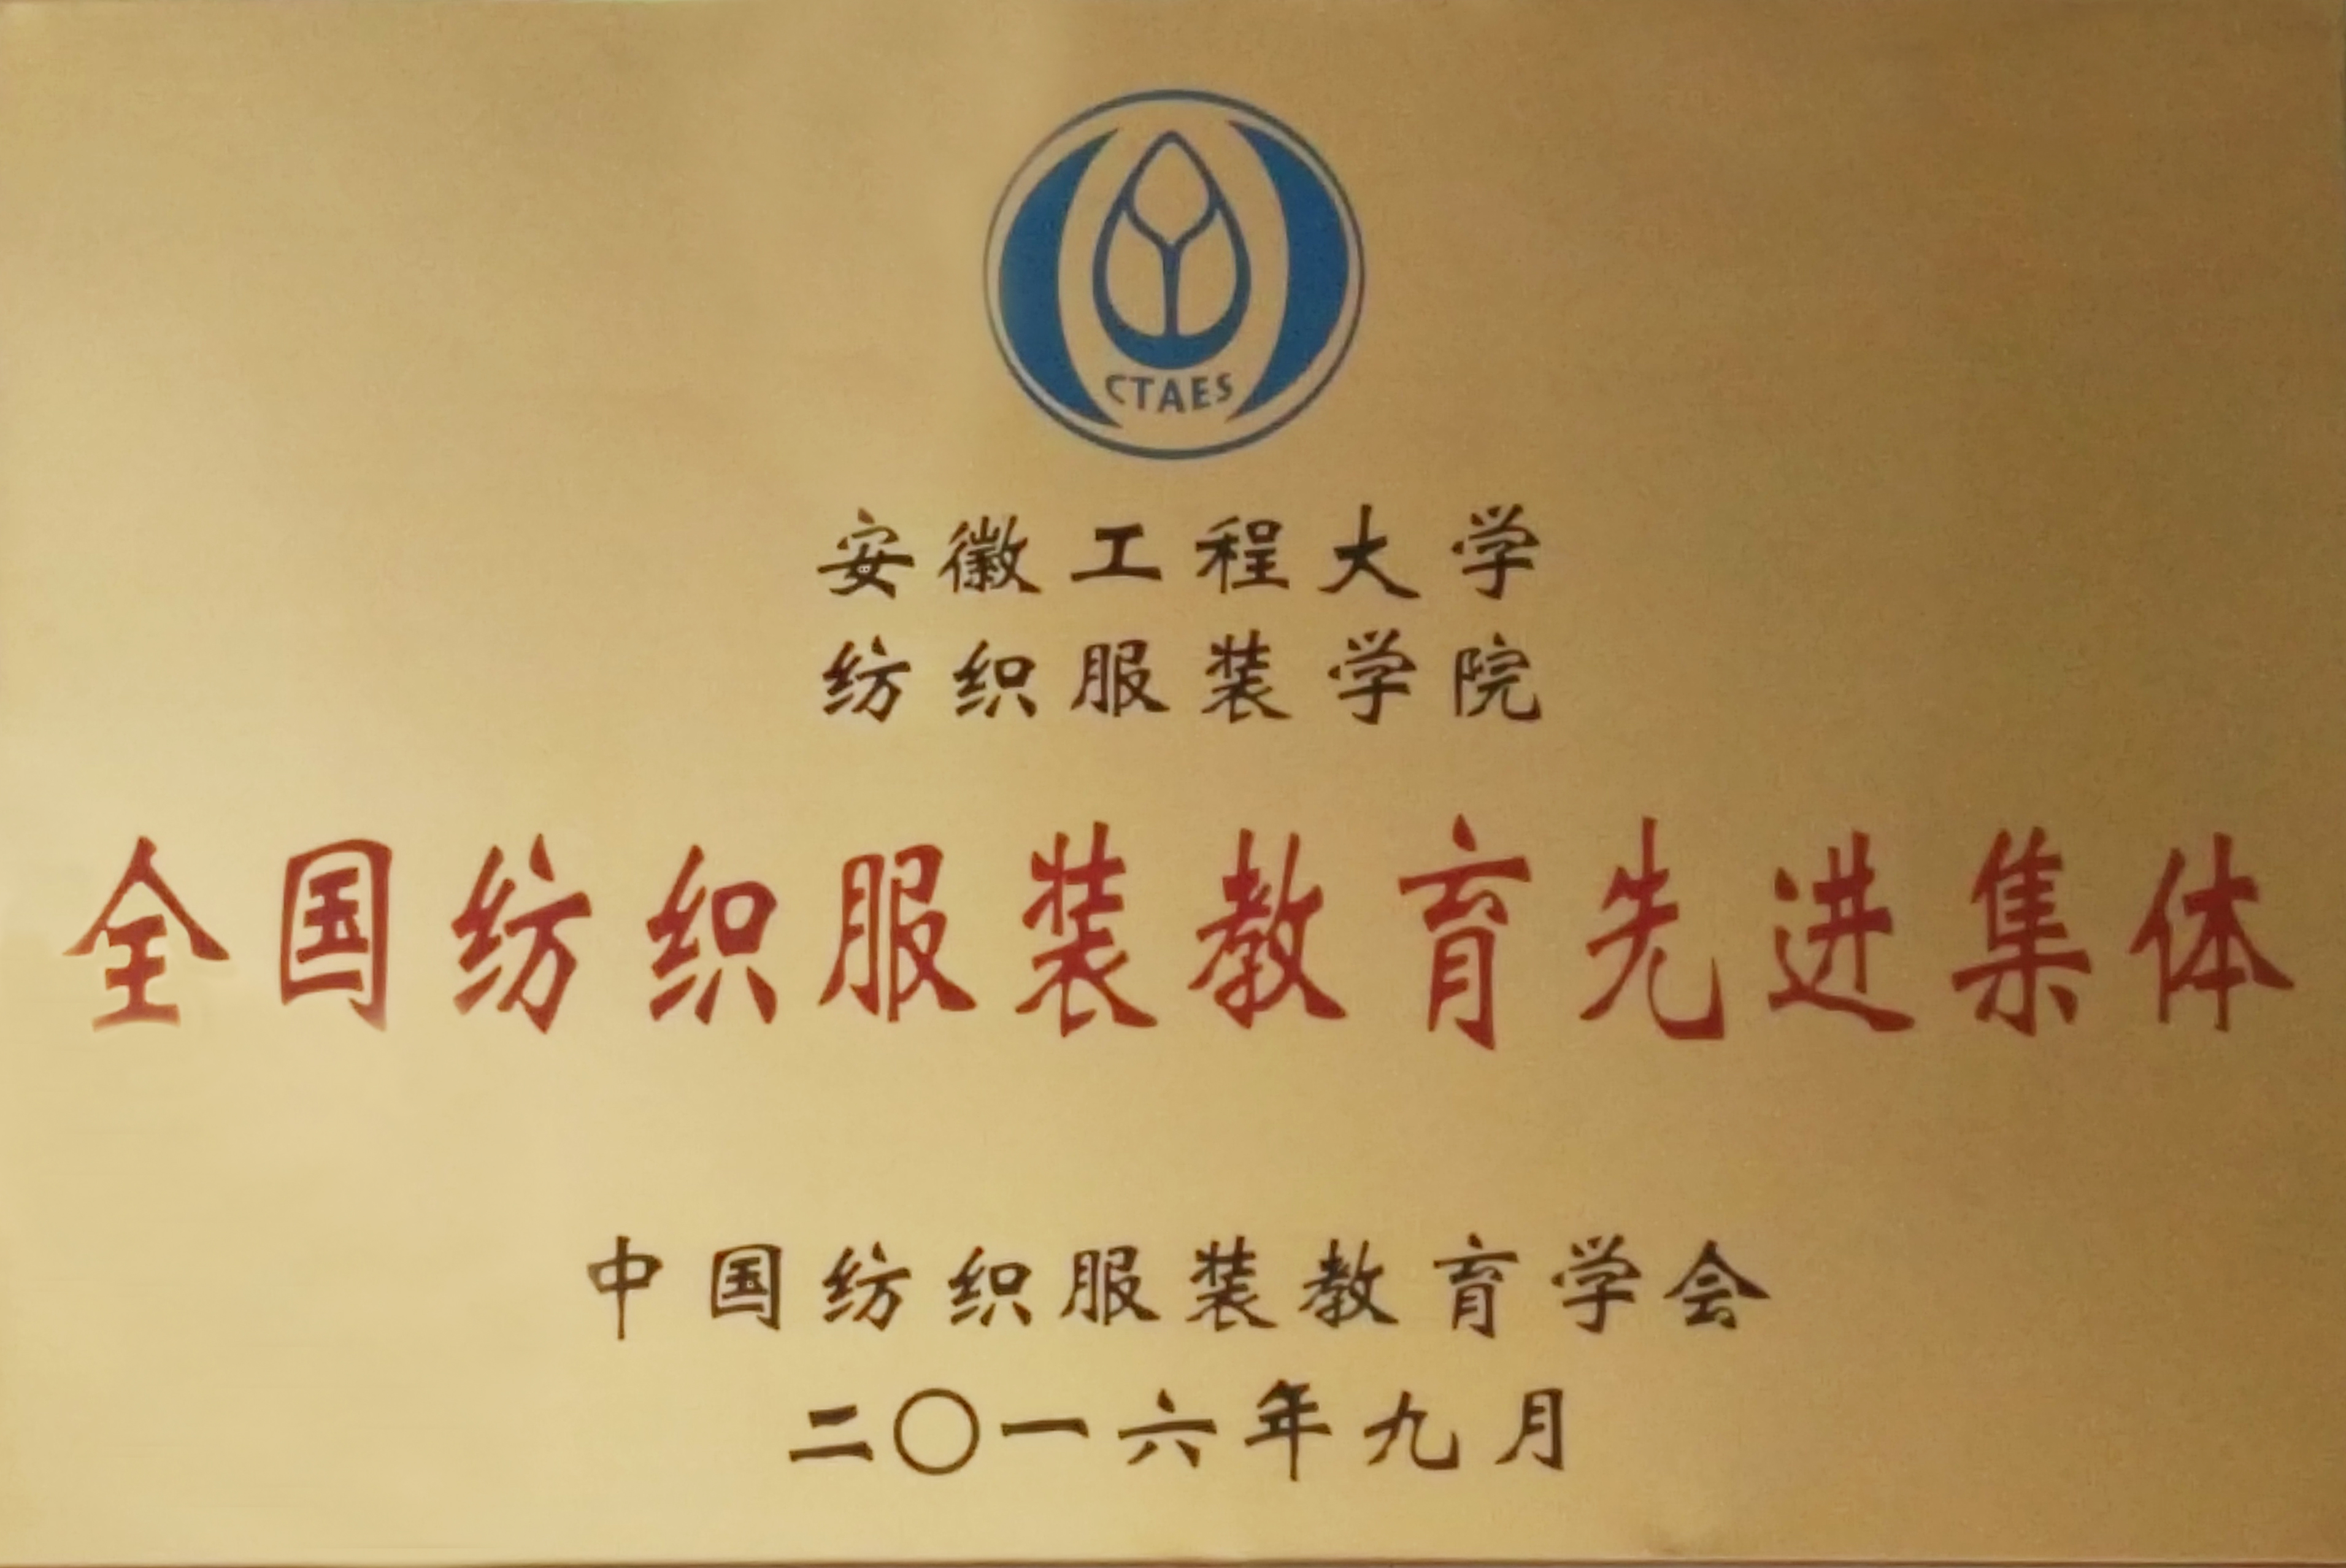 CTAES
安徽工程大学
纺织服装学院
全国纺织服装教育先进集体
中国纺织服装教育学会
二〇一六年九月